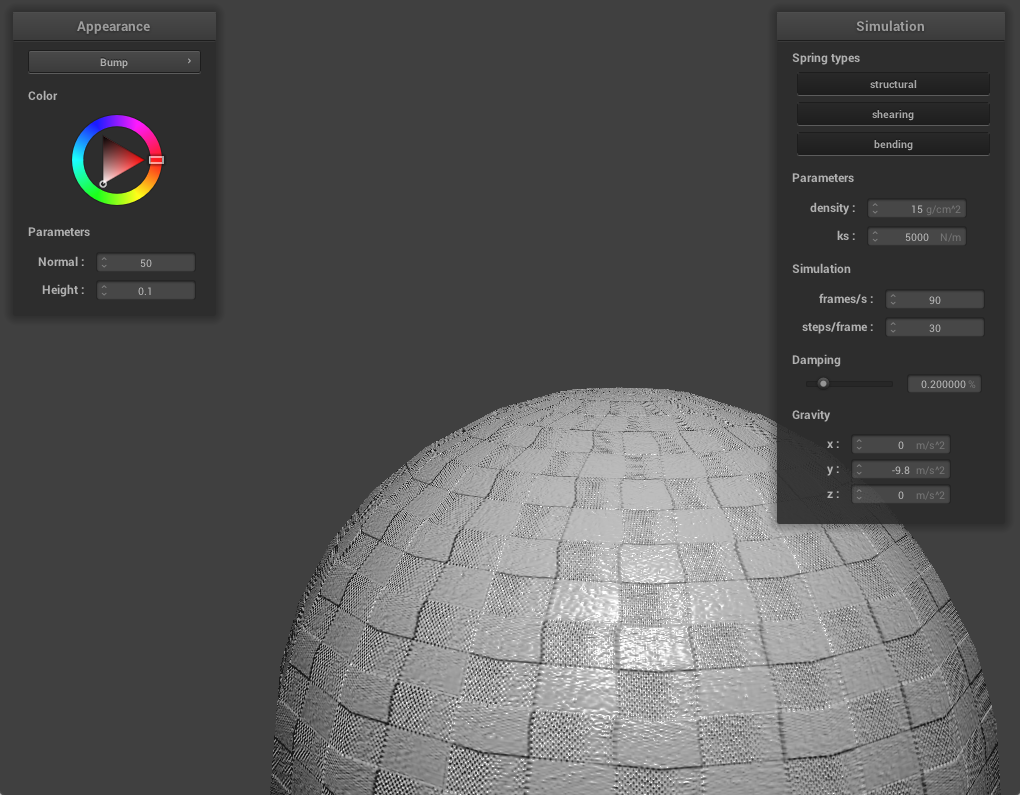 Appearance
Bump ›
Color
Parameters
Normal : 50
Height : 0.1
Simulation
Spring types
structural
shearing
bending
Parameters
density : 15 g/cm^2
ks : 5000 N/m
Simulation
frames/s : 90
steps/frame : 30
Damping
0.200000 %
Gravity
x : 0 m/s^2
y : -9.8 m/s^2
z : 0 m/s^2